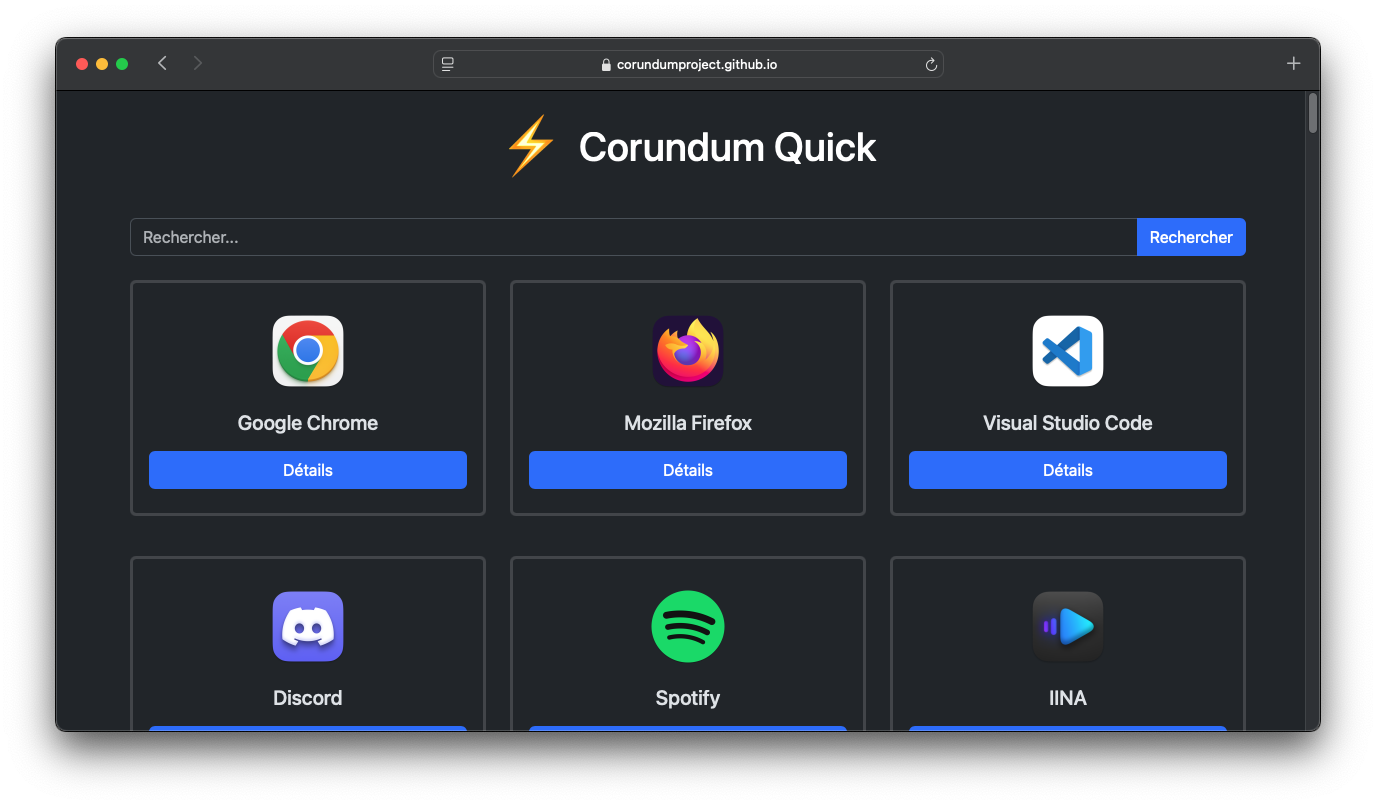 corundumproject.github.io
Corundum Quick
Rechercher...
Rechercher
Google Chrome
Mozilla Firefox
Visual Studio Code
Détails
Détails
Détails
Discord
Spotify
IINA